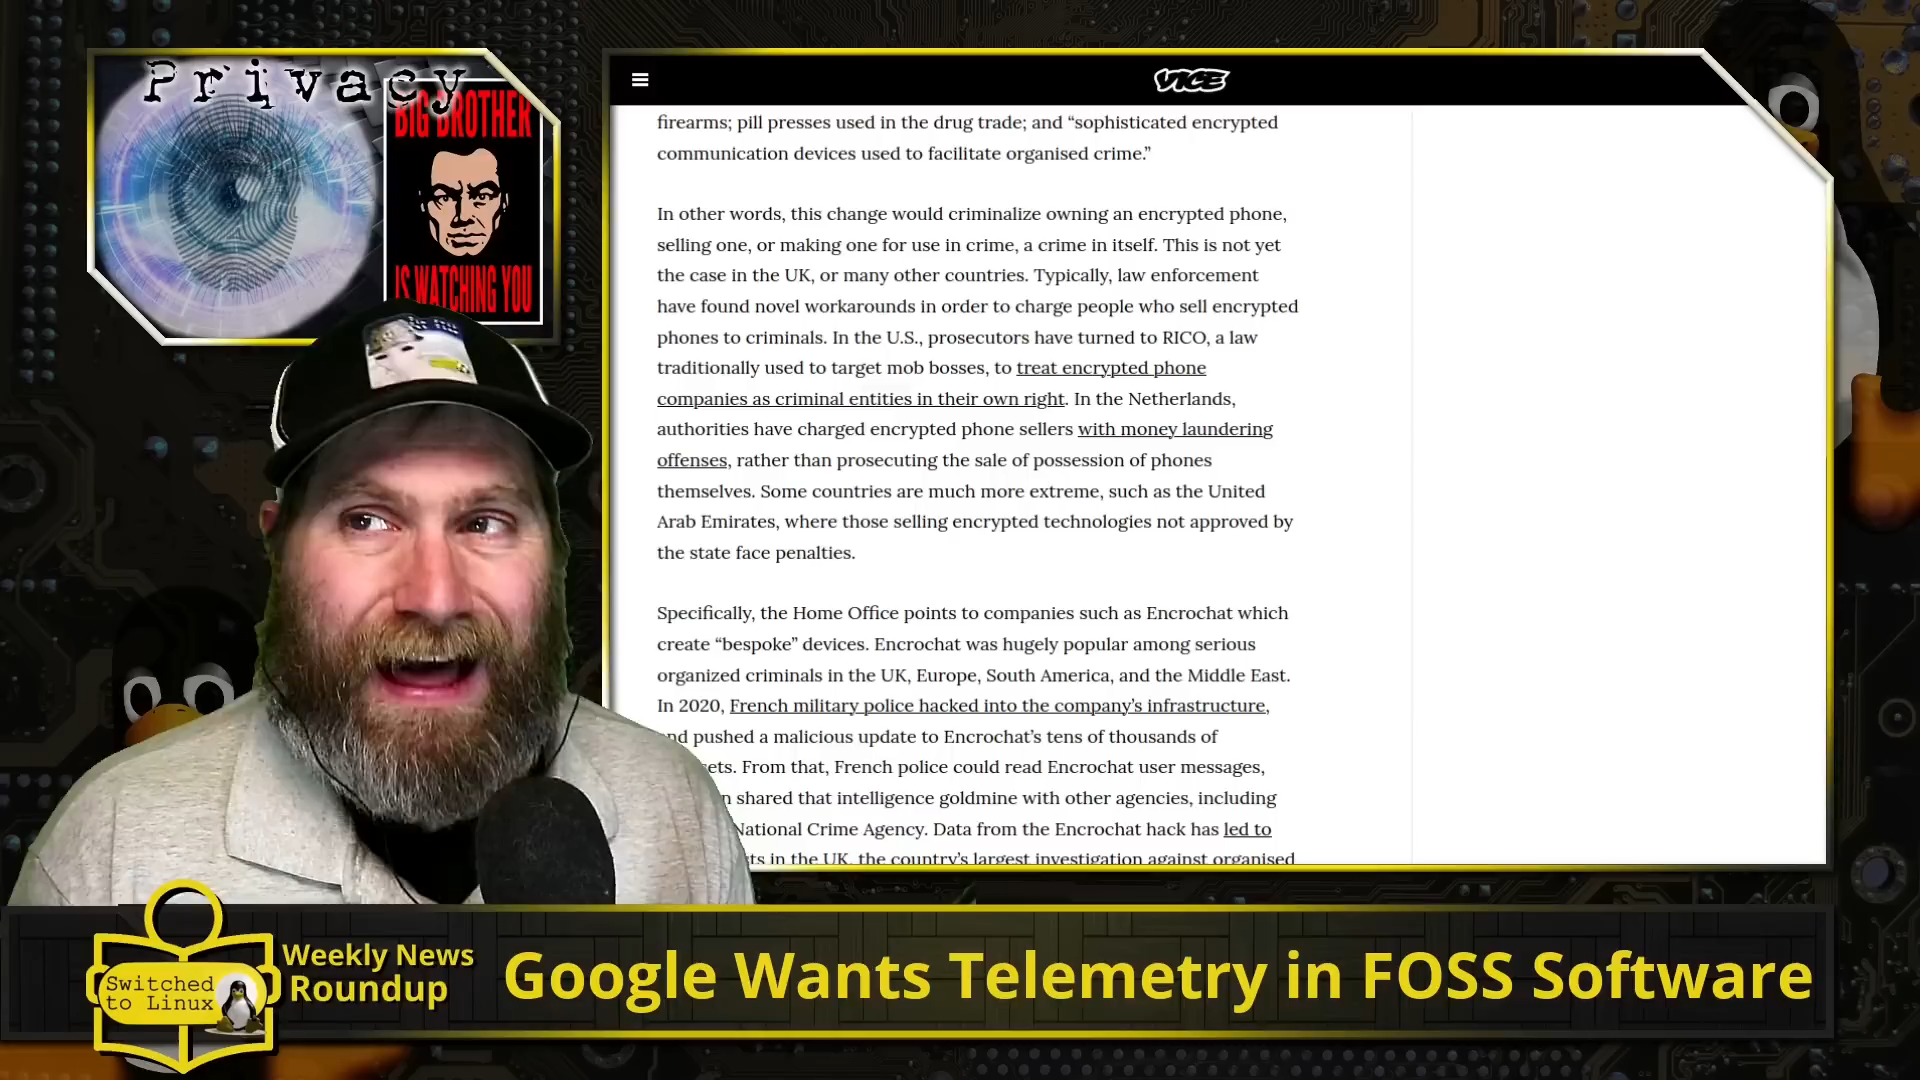 Privacy
BIG BROTHER
IS WATCHING YOU
VICE
firearms; pill presses used in the drug trade; and “sophisticated encrypted
communication devices used to facilitate organised crime.”
In other words, this change would criminalize owning an encrypted phone,
selling one, or making one for use in crime, a crime in itself. This is not yet
the case in the UK, or many other countries. Typically, law enforcement
have found novel workarounds in order to charge people who sell encrypted
phones to criminals. In the U.S., prosecutors have turned to RICO, a law
traditionally used to target mob bosses, to treat encrypted phone
companies as criminal entities in their own right. In the Netherlands,
authorities have charged encrypted phone sellers with money laundering
offenses, rather than prosecuting the sale of possession of phones
themselves. Some countries are much more extreme, such as the United
Arab Emirates, where those selling encrypted technologies not approved by
the state face penalties.
Specifically, the Home Office points to companies such as Encrochat which
create “bespoke” devices. Encrochat was hugely popular among serious
organized criminals in the UK, Europe, South America, and the Middle East.
In 2020, French military police hacked into the company’s infrastructure,
nd pushed a malicious update to Encrochat’s tens of thousands of
ets. From that, French police could read Encrochat user messages,
n shared that intelligence goldmine with other agencies, including
National Crime Agency. Data from the Encrochat hack has led to
ts in the UK, the country’s largest investigation against organised
Switched
to Linux
Weekly News
Roundup
Google Wants Telemetry in FOSS Software